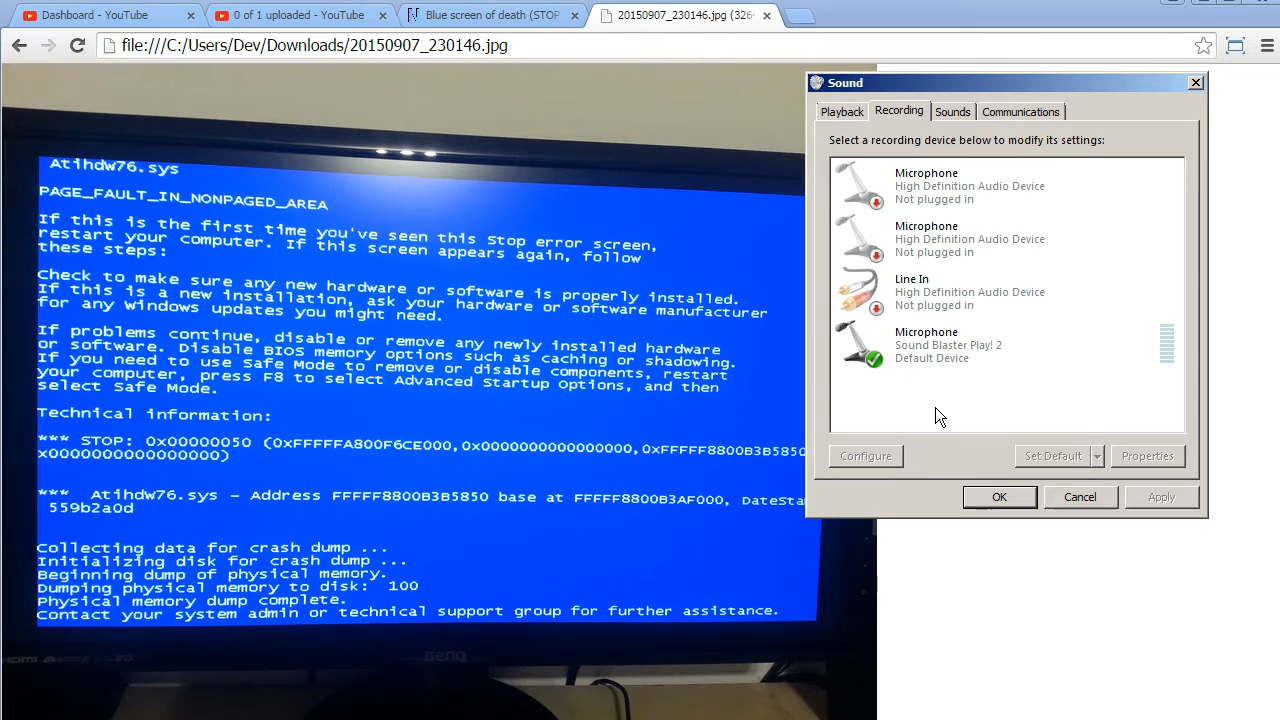 Dashboard - YouTube
0 of 1 uploaded - YouTube
Blue screen of death (STOP
20150907_230146.jpg (326
file:///C:/Users/Dev/Downloads/20150907_230146.jpg
Atihdw76.sys
PAGE_FAULT_IN_NONPAGED_AREA
If this is the first time you've seen this Stop error screen,
restart your computer. If this screen appears again, follow
these steps:
Check to make sure any new hardware or software is properly installed.
If this is a new installation, ask your hardware or software manufacturer
for any windows updates you might need.
If problems continue, disable or remove any newly installed hardware
or software. Disable BIOS memory options such as caching or shadowing.
If you need to use Safe Mode to remove or disable components, restart
your computer, press F8 to select Advanced Startup Options, and then
select Safe Mode.
Technical information:
*** STOP: 0x00000050 (0xFFFFFA800F6CE000,0x0000000000000000,0xFFFFF8800B3B5850
x0000000000000000)
*** Atihdw76.sys - Address FFFFF8800B3B5850 base at FFFFF8800B3AF000, DateSta
559b2a0d
Collecting data for crash dump ...
Initializing disk for crash dump ...
Beginning dump of physical memory.
Dumping physical memory to disk: 100
Physical memory dump complete.
Contact your system admin or technical support group for further assistance.
HDMI
BenQ
Sound
Playback
Recording
Sounds
Communications
Select a recording device below to modify its settings:
Microphone
High Definition Audio Device
Not plugged in
Microphone
High Definition Audio Device
Not plugged in
Line In
High Definition Audio Device
Not plugged in
Microphone
Sound Blaster Play! 2
Default Device
Configure
Set Default
Properties
OK
Cancel
Apply